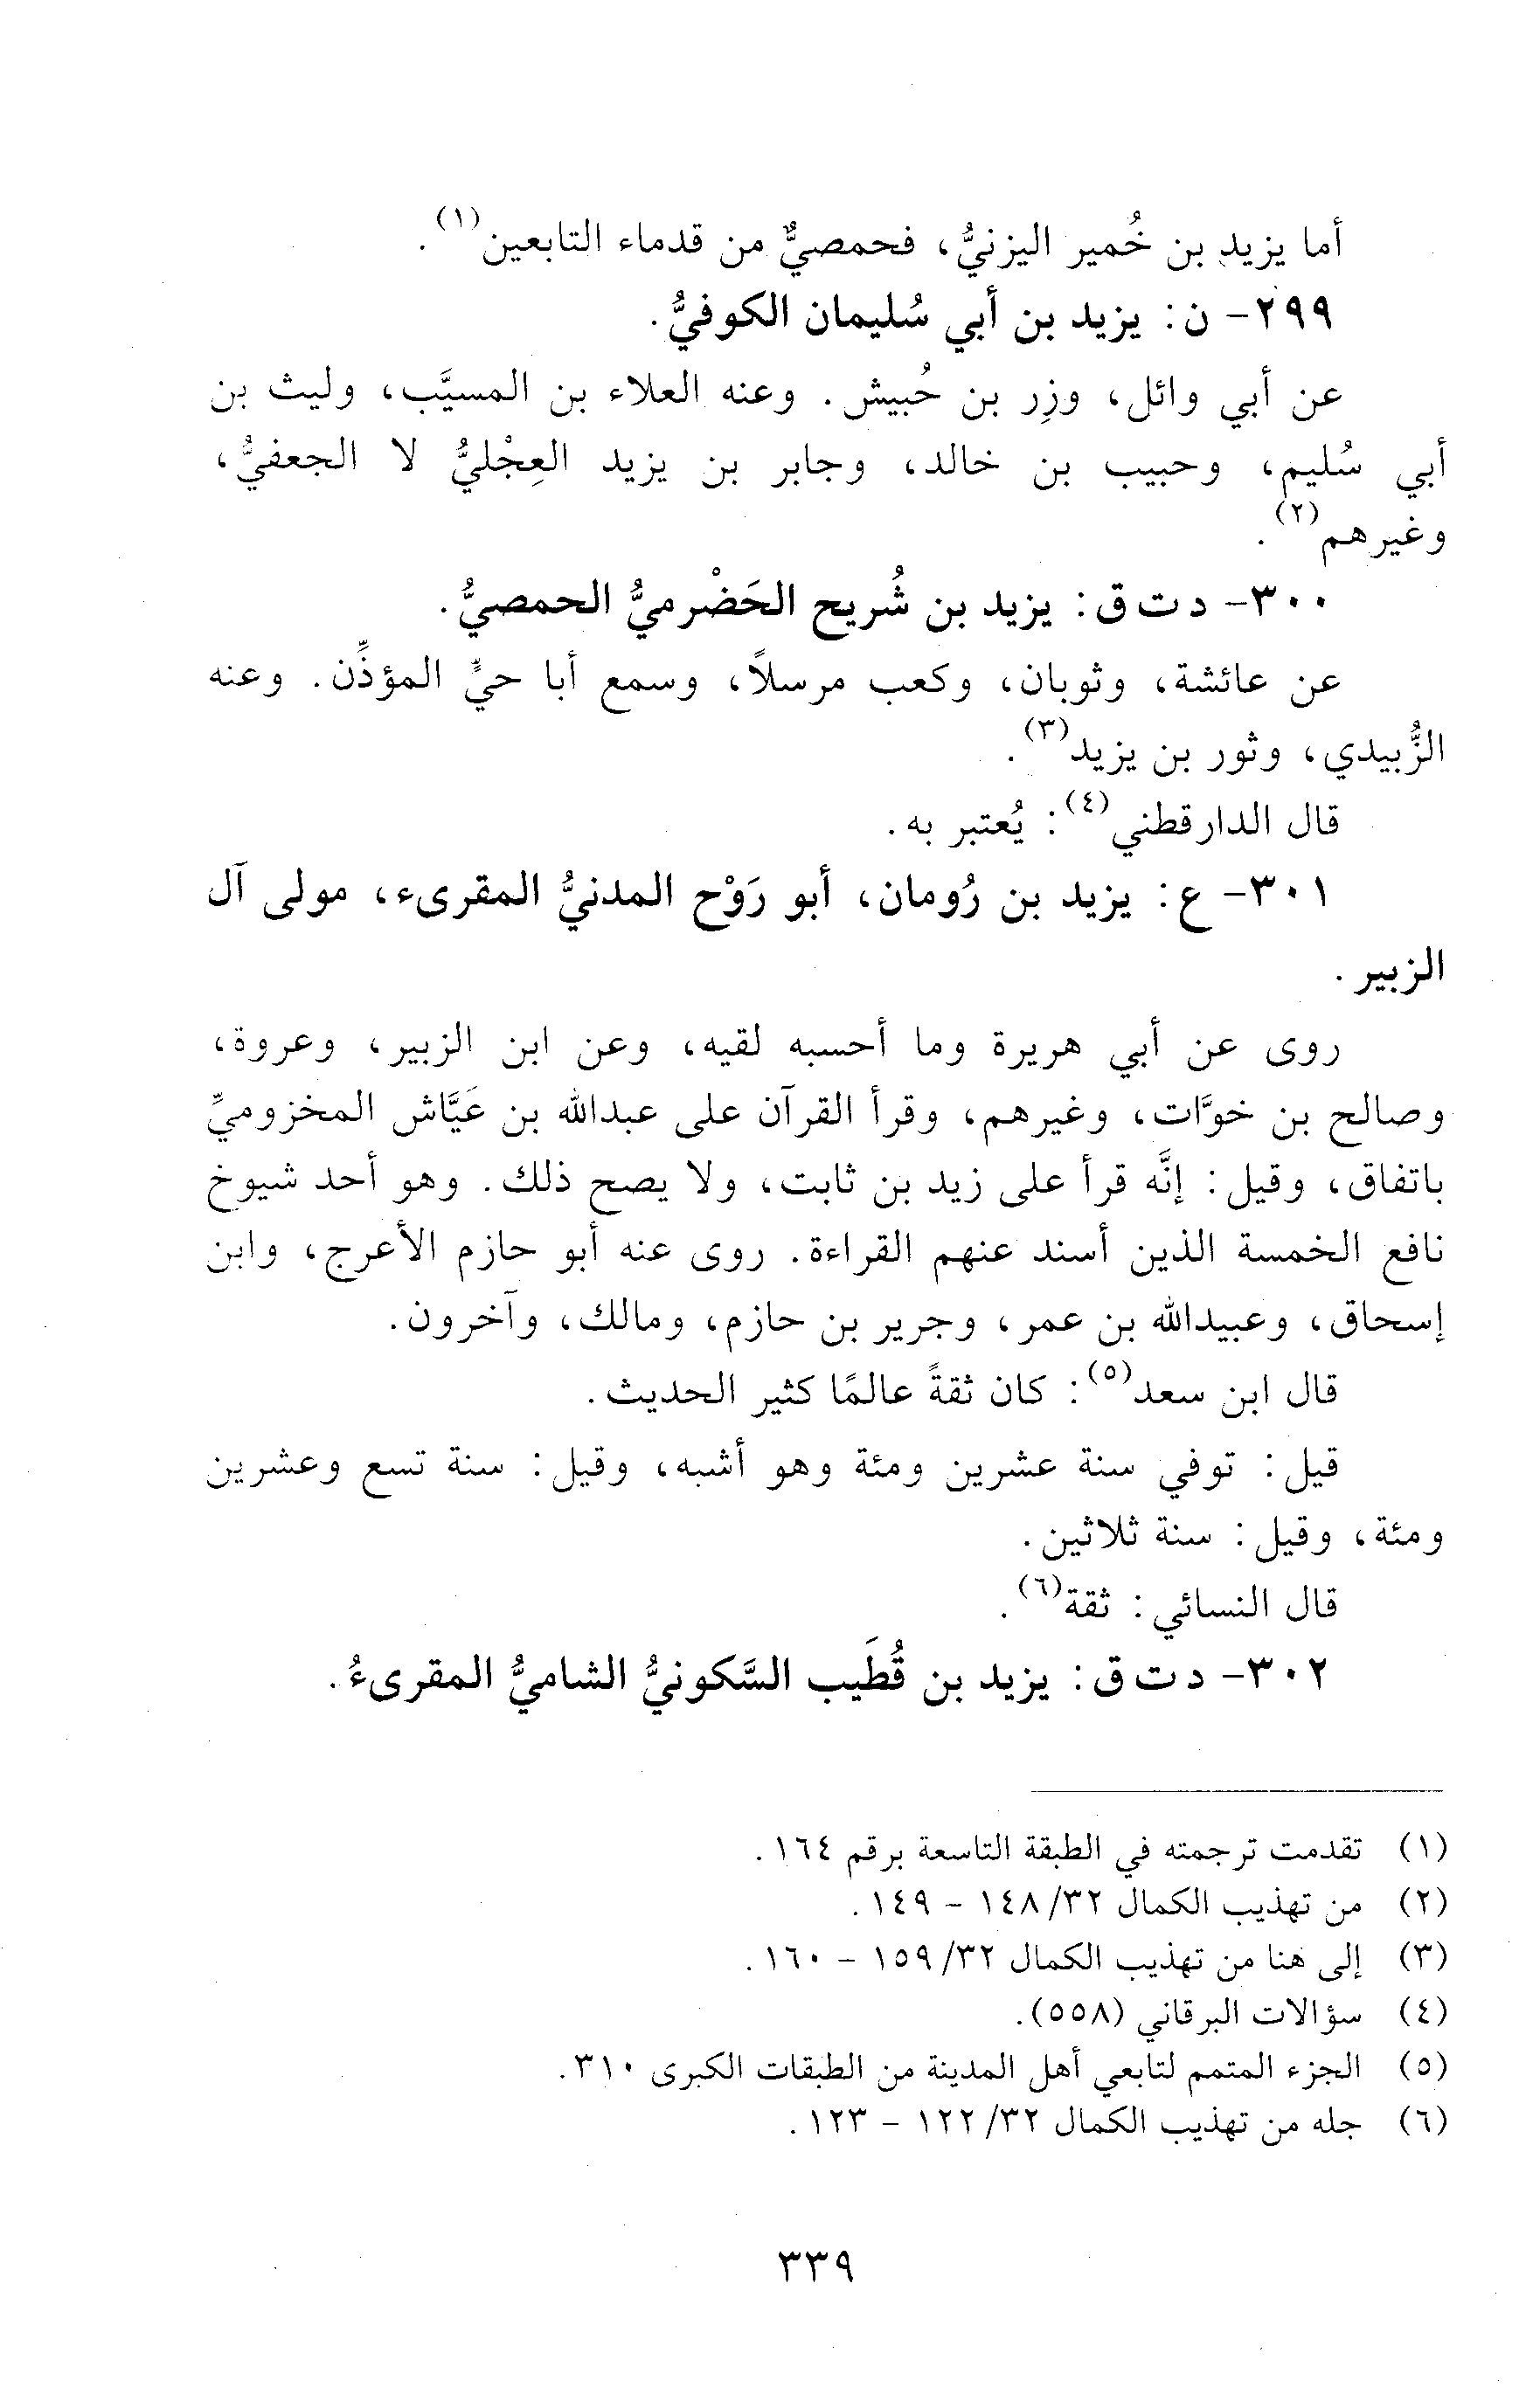 أما يزيد بن خُمير اليزنيُّ، فحمصيٌّ من قدماء التابعين(١).
٢٩٩- ن: يزيد بن أبي سُليمان الكوفيُّ.
عن أبي وائل، وزِر بن حُبيش. وعنه العلاء بن المسيَّب، وليث بن
أبي سُليم، وحبيب بن خالد، وجابر بن يزيد العِجْليُّ لا الجعفيُّ،
وغيرهم(٢).
٣٠٠- د ت ق: يزيد بن شُريح الحَضْرميُّ الحمصيُّ.
عن عائشة، وثوبان، وكعب مرسلاً، وسمع أبا حيٍّ المؤذِّن. وعنه
الزُّبيدي، وثور بن يزيد(٣).
قال الدارقطني(٤): يُعتبر به.
٣٠١- ع: يزيد بن رُومان، أبو رَوْح المدنيُّ المقرىء، مولى آل
الزبير.
روى عن أبي هريرة وما أحسبه لقيه، وعن ابن الزبير، وعروة،
وصالح بن خوَّات، وغيرهم، وقرأ القرآن على عبدالله بن عَيَّاش المخزوميِّ
باتفاق، وقيل: إنَّه قرأ على زيد بن ثابت، ولا يصح ذلك. وهو أحد شيوخ
نافع الخمسة الذين أسند عنهم القراءة. روى عنه أبو حازم الأعرج، وابن
إسحاق، وعبيدالله بن عمر، وجرير بن حازم، ومالك، وآخرون.
قال ابن سعد(٥): كان ثقةً عالمًا كثير الحديث.
قيل: توفي سنة عشرين ومئة وهو أشبه، وقيل: سنة تسع وعشرين
ومئة، وقيل: سنة ثلاثين.
قال النسائي: ثقة(٦).
٣٠٢- د ت ق: يزيد بن قُطَيب السَّكونيُّ الشاميُّ المقرىءُ.
(١) تقدمت ترجمته في الطبقة التاسعة برقم ١٦٤.
(٢) من تهذيب الكمال ٣٢/ ١٤٨ - ١٤٩.
(٣) إلى هنا من تهذيب الكمال ٣٢/ ١٥٩ - ١٦٠.
(٤) سؤالات البرقاني (٥٥٨).
(٥) الجزء المتمم لتابعي أهل المدينة من الطبقات الكبرى ٣١٠.
(٦) جله من تهذيب الكمال ٣٢/ ١٢٢ - ١٢٣.
٣٣٩